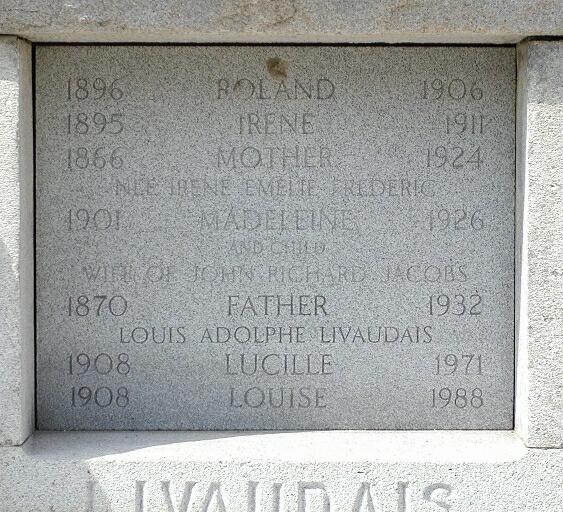 1896 ROLAND 1906
1895 IRENE 1911
1866 MOTHER 1924
NEE IRENE EMELIE FREDERIC
1901 MADELEINE 1926
AND CHILD
WIFE OF JOHN RICHARD JACOBS
1870 FATHER 1932
LOUIS ADOLPHE LIVAUDAIS
1908 LUCILLE 1971
1908 LOUISE 1988
LIVAUDAIS